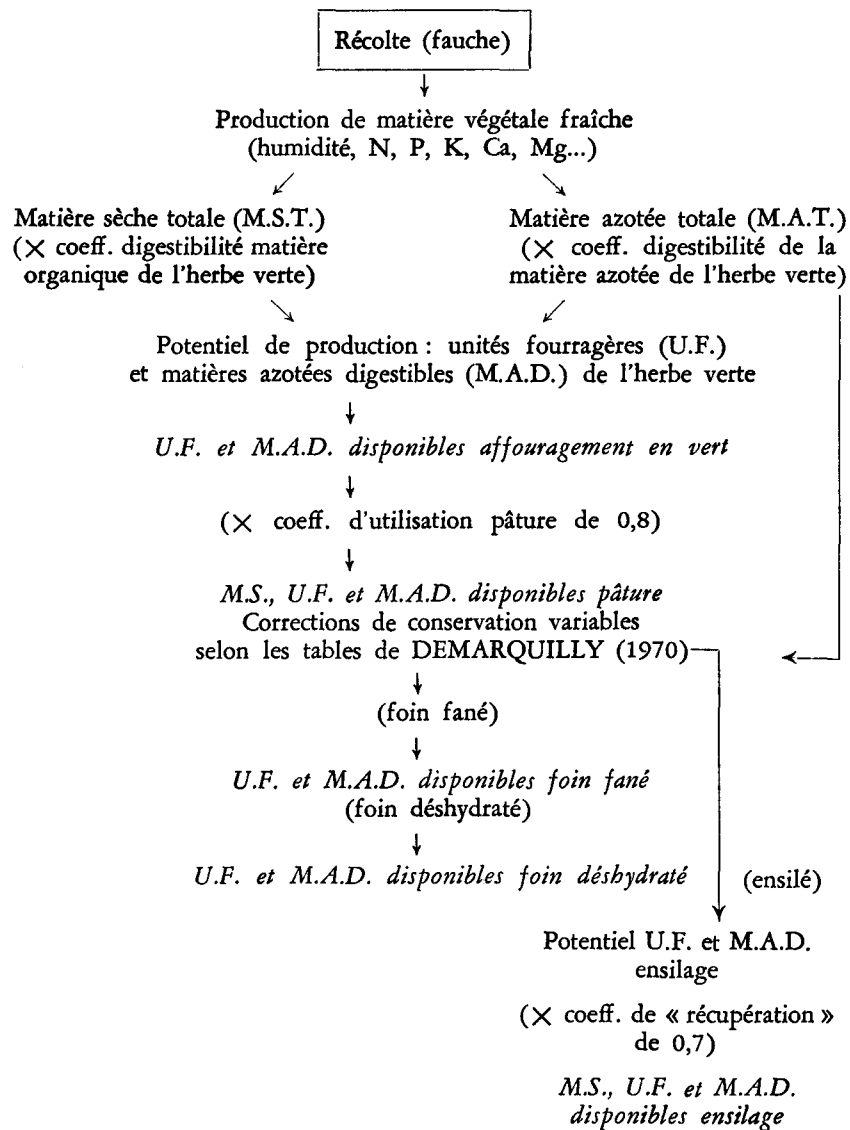 Récolte (fauche)
Production de matière végétale fraîche
(humidité, N, P, K, Ca, Mg...)
Matière sèche totale (M.S.T.)
(× coeff. digestibilité matière
organique de l'herbe verte)
Matière azotée totale (M.A.T.)
(× coeff. digestibilité de la
matière azotée de l'herbe verte)
Potentiel de production : unités fourragères (U.F.)
et matières azotées digestibles (M.A.D.) de l'herbe verte
U.F. et M.A.D. disponibles affouragement en vert
(× coeff. d'utilisation pâture de 0,8)
M.S., U.F. et M.A.D. disponibles pâture
Corrections de conservation variables
selon les tables de DEMARQUILLY (1970)
(foin fané)
U.F. et M.A.D. disponibles foin fané
(foin déshydraté)
U.F. et M.A.D. disponibles foin déshydraté
(ensilé)
Potentiel U.F. et M.A.D.
ensilage
(× coeff. de « récupération »
de 0,7)
M.S., U.F. et M.A.D.
disponibles ensilage